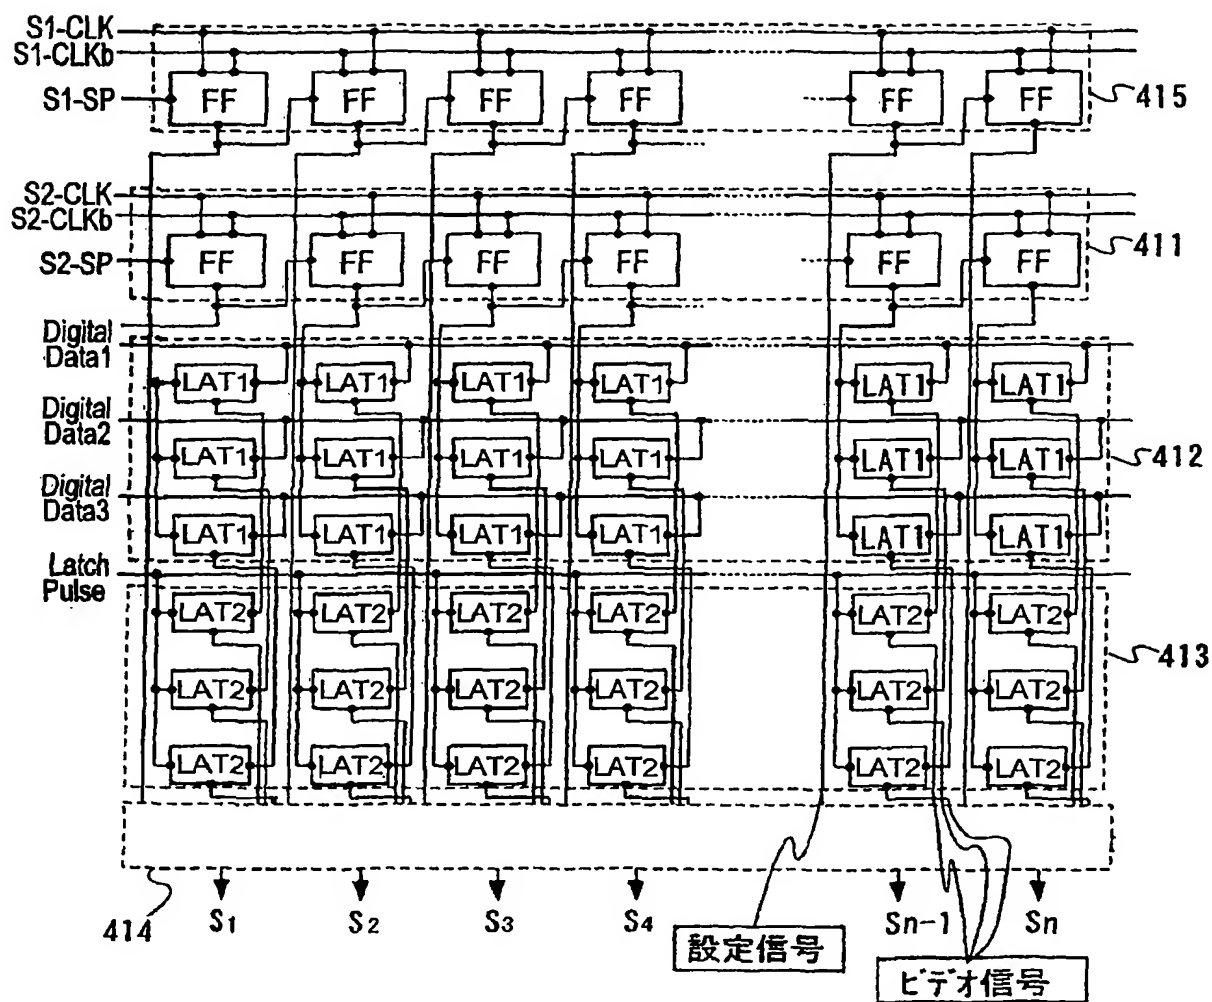 S1-CLK
S1-CLKb
S1-SP FF FF FF FF FF FF 415
S2-CLK
S2-CLKb
S2-SP FF FF FF FF FF FF 411
Digital
Data1
LAT1 LAT1 LAT1 LAT1 LAT1 LAT1
Digital
Data2
LAT1 LAT1 LAT1 LAT1 LAT1 LAT1 412
Digital
Data3
LAT1 LAT1 LAT1 LAT1 LAT1 LAT1
Latch
Pulse
LAT2 LAT2 LAT2 LAT2 LAT2 LAT2
413
LAT2 LAT2 LAT2 LAT2 LAT2 LAT2
LAT2 LAT2 LAT2 LAT2 LAT2 LAT2
414 S1 S2 S3 S4 Sn-1 Sn
設定信号
ビデオ信号